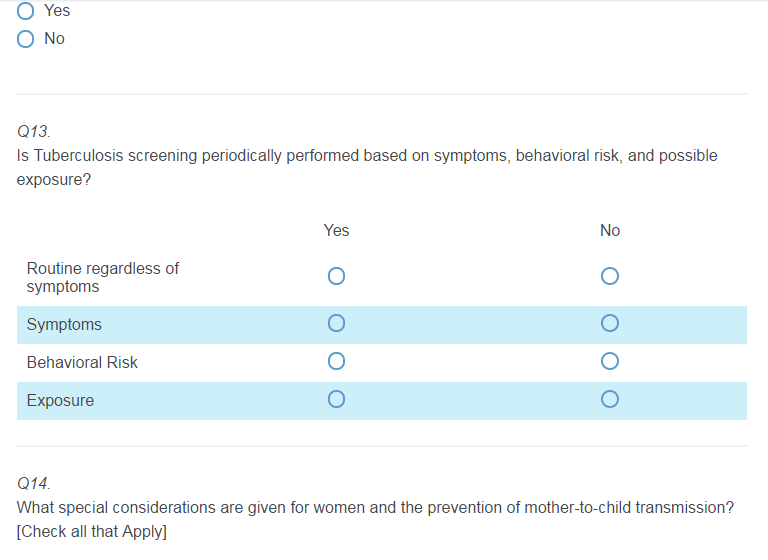 Yes
No
Q13.
Is Tuberculosis screening periodically performed based on symptoms, behavioral risk, and possible
exposure?
Yes No
Routine regardless of
symptoms
Symptoms
Behavioral Risk
Exposure
Q14.
What special considerations are given for women and the prevention of mother-to-child transmission?
[Check all that Apply]